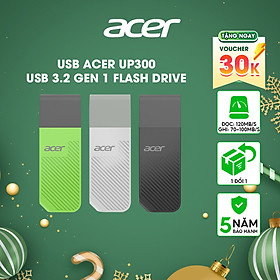 acer
TẶNG NGAY
VOUCHER
30K
USB ACER UP300
USB 3.2 GEN 1 FLASH DRIVE
ĐỌC: 120MB/S
GHI: 70~100MB/S
1 ĐỔI 1
5 NĂM
BẢO HÀNH
acer
acer
acer